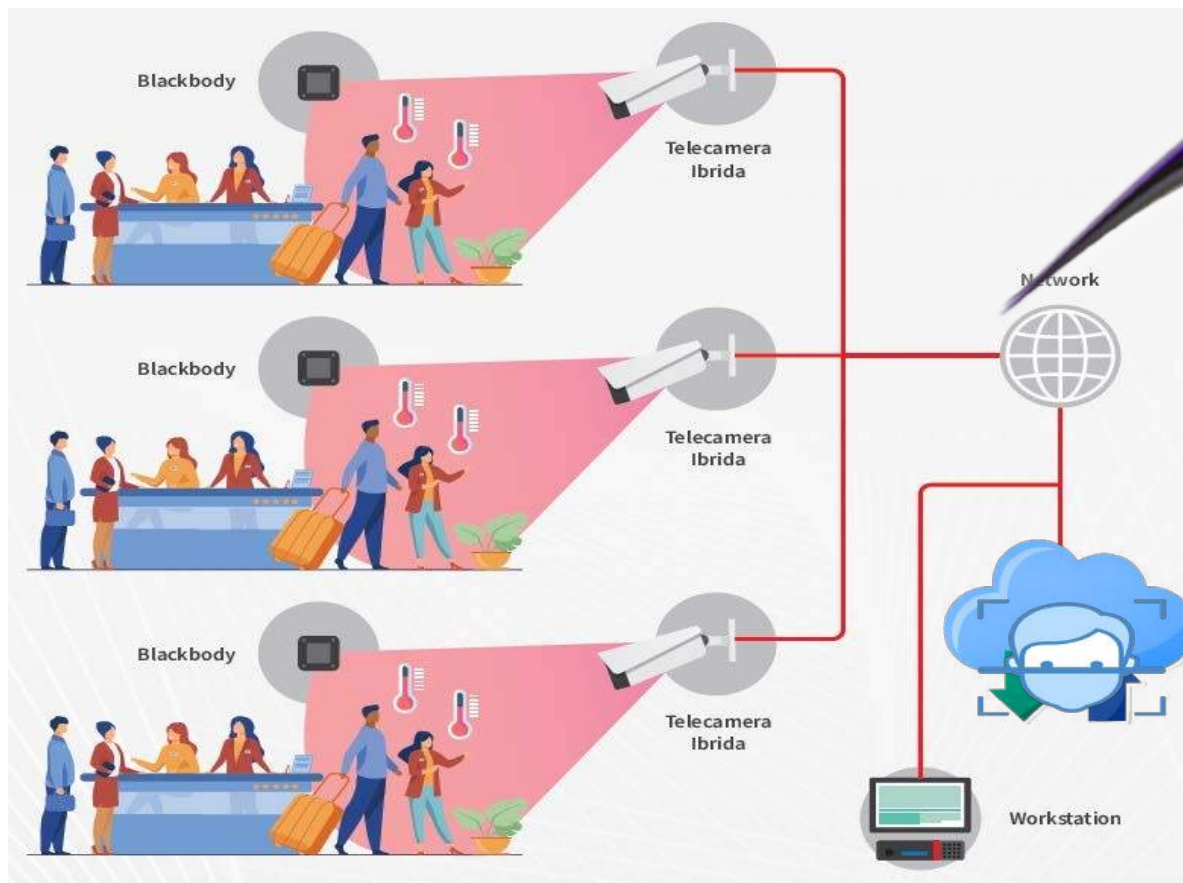 Blackbody
Telecamera
Ibrida
Network
Blackbody
Telecamera
Ibrida
Blackbody
Telecamera
Ibrida
Workstation